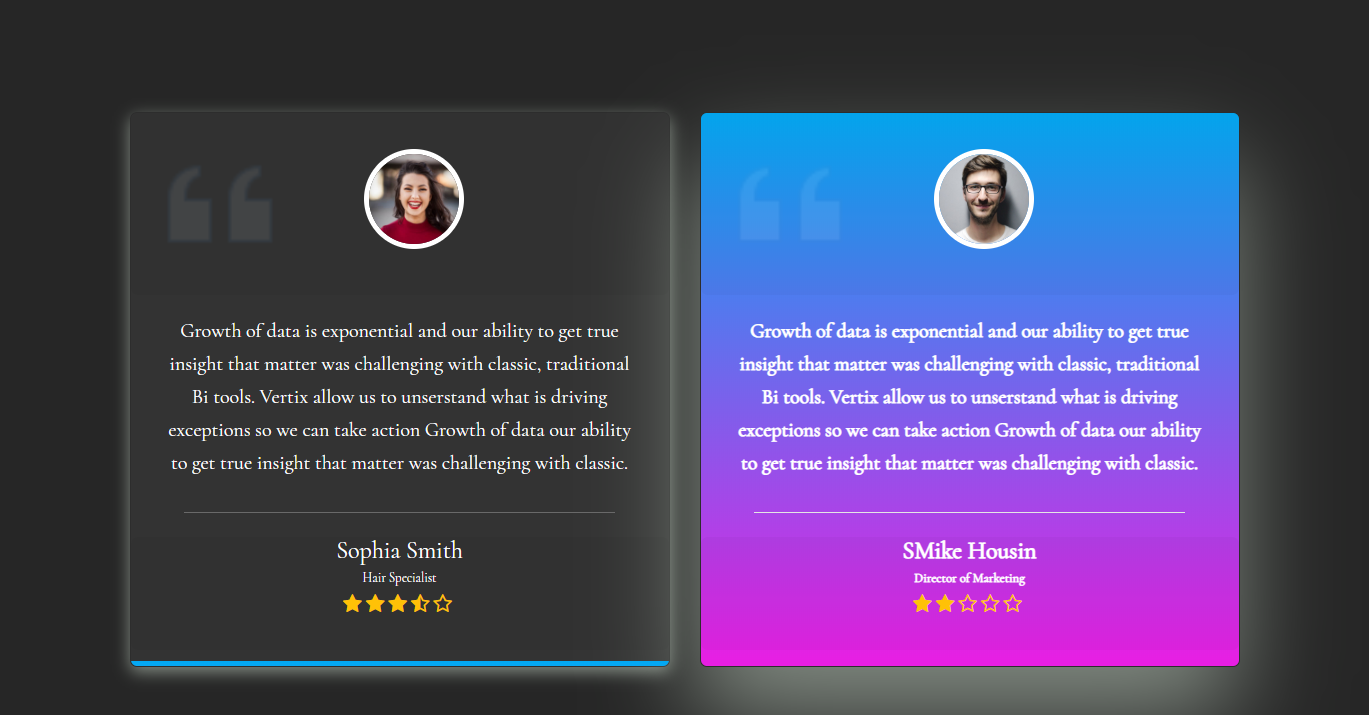 Growth of data is exponential and our ability to get true
insight that matter was challenging with classic, traditional
Bi tools. Vertix allow us to unserstand what is driving
exceptions so we can take action Growth of data our ability
to get true insight that matter was challenging with classic.
Sophia Smith
Hair Specialist
Growth of data is exponential and our ability to get true
insight that matter was challenging with classic, traditional
Bi tools. Vertix allow us to unserstand what is driving
exceptions so we can take action Growth of data our ability
to get true insight that matter was challenging with classic.
SMike Housin
Director of Marketing